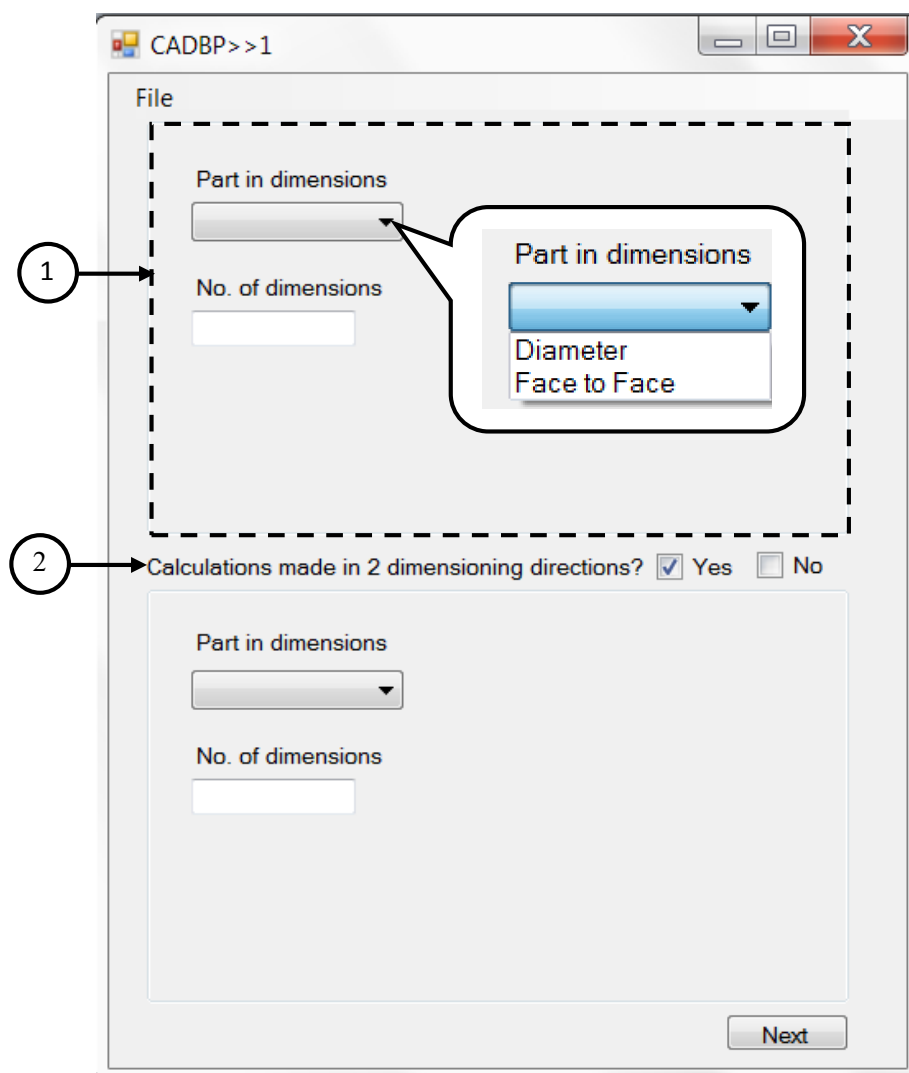 CADBP>>1
File
Part in dimensions
1
No. of dimensions
Part in dimensions
Diameter
Face to Face
2
Calculations made in 2 dimensioning directions? Yes No
Part in dimensions
No. of dimensions
Next